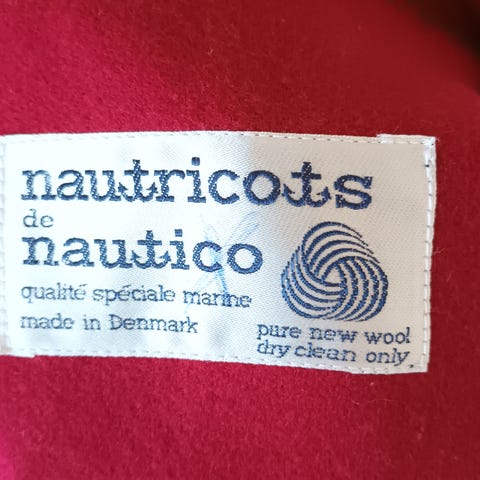 nautricots
de
nautico
qualité spéciale marine
made in Denmark
pure new wool
dry clean only